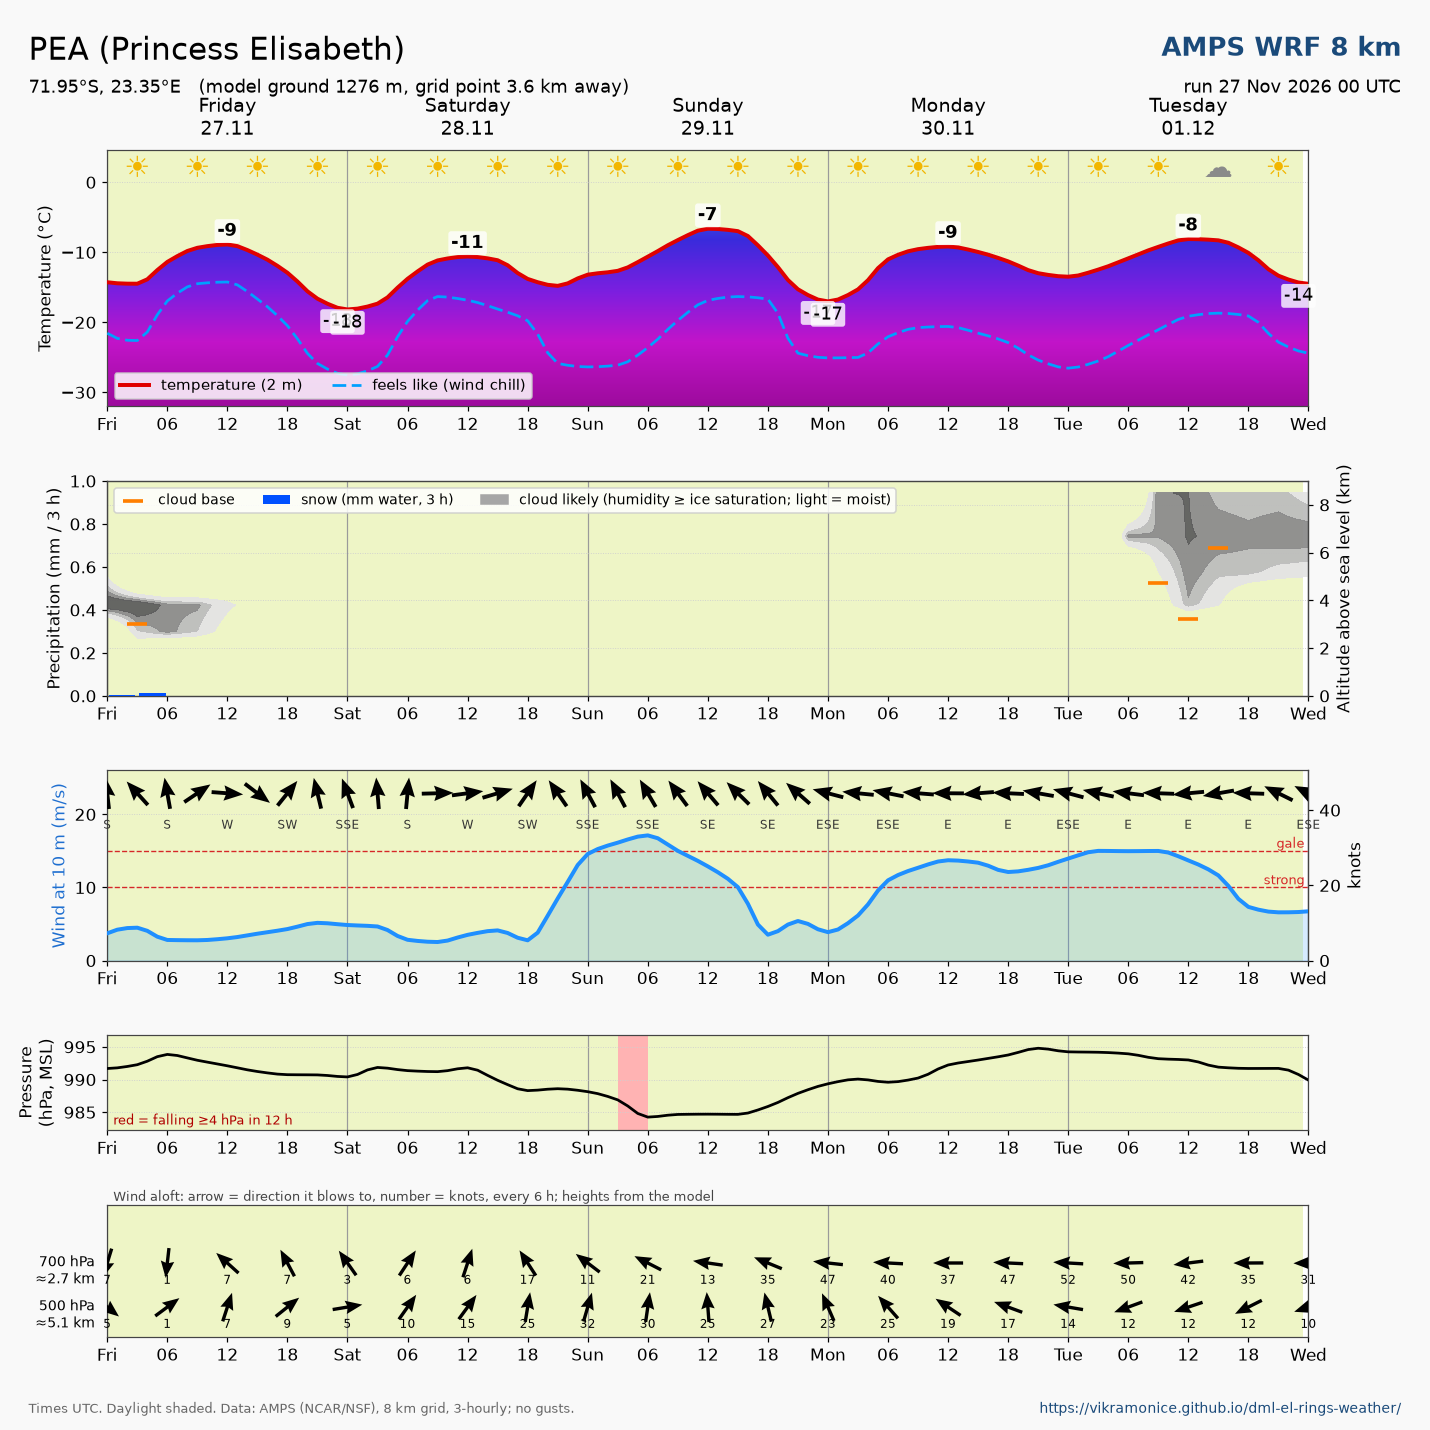 PEA (Princess Elisabeth)
AMPS WRF 8 km
71.95°S, 23.35°E (model ground 1276 m, grid point 3.6 km away)
run 27 Nov 2026 00 UTC
Friday Saturday Sunday Monday Tuesday
27.11 28.11 29.11 30.11 01.12
Temperature (°C)
0
−10
−20
−30
-9 -11 -7 -9 -8
-18 -17 -14
temperature (2 m) feels like (wind chill)
Fri 06 12 18 Sat 06 12 18 Sun 06 12 18 Mon 06 12 18 Tue 06 12 18 Wed
Precipitation (mm / 3 h)
1.0
0.8
0.6
0.4
0.2
0.0
cloud base snow (mm water, 3 h) cloud likely (humidity ≥ ice saturation; light = moist)
8
6
4
2
0
Altitude above sea level (km)
Fri 06 12 18 Sat 06 12 18 Sun 06 12 18 Mon 06 12 18 Tue 06 12 18 Wed
Wind at 10 m (m/s)
20
10
0
S S W SW SSE S W SW SSE SSE SE SE ESE ESE E E ESE E E E ESE
gale
strong
40
20
0
knots
Fri 06 12 18 Sat 06 12 18 Sun 06 12 18 Mon 06 12 18 Tue 06 12 18 Wed
Pressure
(hPa, MSL)
995
990
985
red = falling ≥4 hPa in 12 h
Fri 06 12 18 Sat 06 12 18 Sun 06 12 18 Mon 06 12 18 Tue 06 12 18 Wed
Wind aloft: arrow = direction it blows to, number = knots, every 6 h; heights from the model
700 hPa
≈2.7 km 7 1 7 7 3 6 6 17 11 21 13 35 47 40 37 47 52 50 42 35 31
500 hPa
≈5.1 km 5 1 7 9 5 10 15 25 32 30 25 27 23 25 19 17 14 12 12 12 10
Fri 06 12 18 Sat 06 12 18 Sun 06 12 18 Mon 06 12 18 Tue 06 12 18 Wed
Times UTC. Daylight shaded. Data: AMPS (NCAR/NSF), 8 km grid, 3-hourly; no gusts.
https://vikramonice.github.io/dml-el-rings-weather/